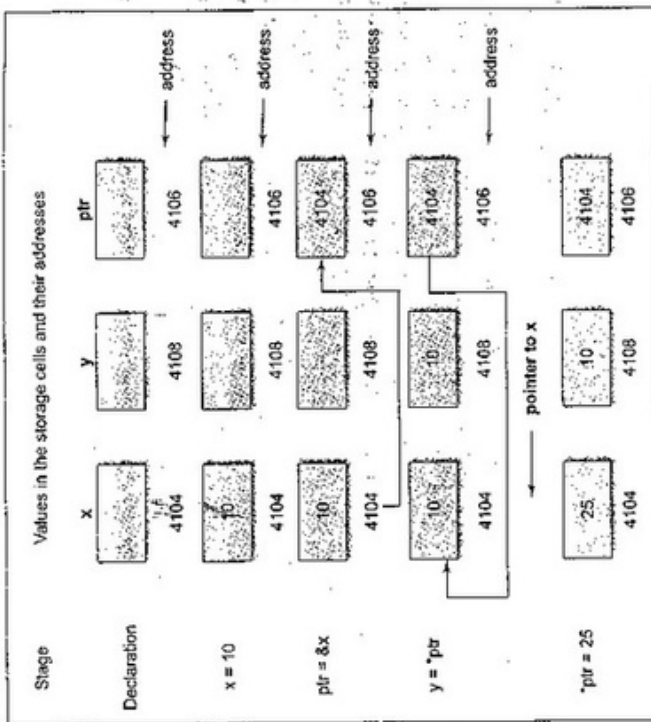 Values in the storage cells and their addresses
Stage x y ptr
Declaration
4104 4108 4106 ← address
x = 10 10
4104 4108 4106 ← address
ptr = &x 10 4104
4104 4108 4106 ← address
y = *ptr 10 10 4104
4104 4108 4106 ← address
← pointer to x
*ptr = 25 25 10 4104
4104 4108 4106